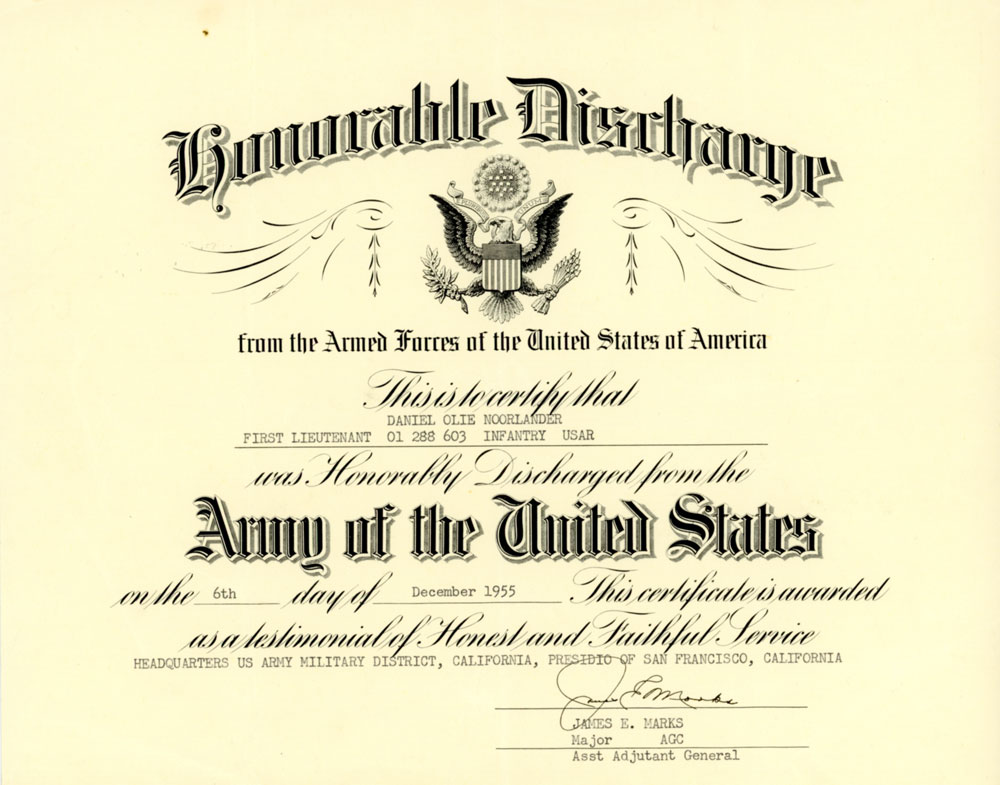 Honorable Discharge
from the Armed Forces of the United States of America
This is to certify that
DANIEL OLIE NOORLANDER
FIRST LIEUTENANT 01 288 603 INFANTRY USAR
was Honorably Discharged from the
Army of the United States
on the 6th day of December 1955 This certificate is awarded
as a testimonial of Honest and Faithful Service
HEADQUARTERS US ARMY MILITARY DISTRICT, CALIFORNIA, PRESIDIO OF SAN FRANCISCO, CALIFORNIA
JAMES E. MARKS
Major AGC
Asst Adjutant General